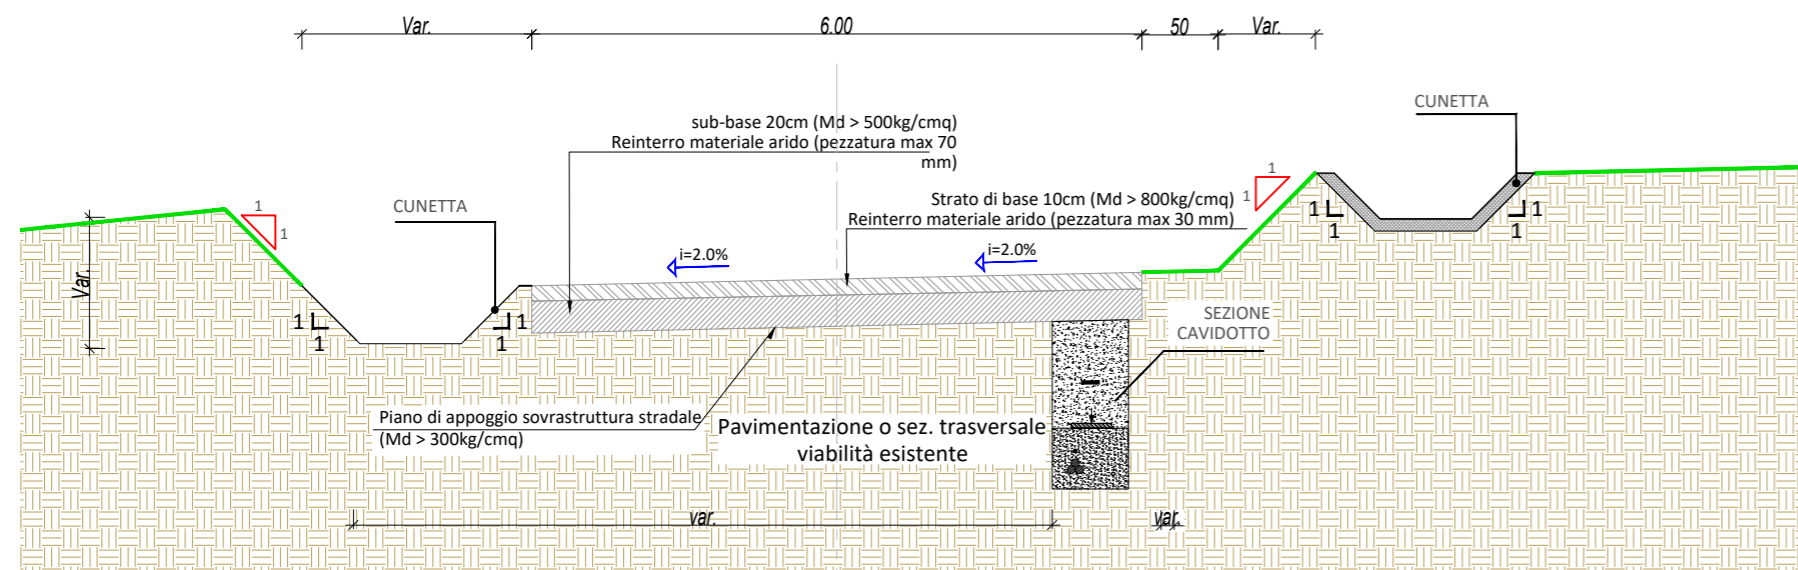 Var.
6.00
50
Var.
CUNETTA
sub-base 20cm (Md > 500kg/cmq)
Reinterro materiale arido (pezzatura max 70
mm)
1
1
Strato di base 10cm (Md > 800kg/cmq)
Reinterro materiale arido (pezzatura max 30 mm)
1
1
CUNETTA
1
1
1
1
i=2.0%
i=2.0%
Var.
1
1
1
1
SEZIONE
CAVIDOTTO
Piano di appoggio sovrastruttura stradale
(Md > 300kg/cmq)
Pavimentazione o sez. trasversale
viabilità esistente
var.
var.